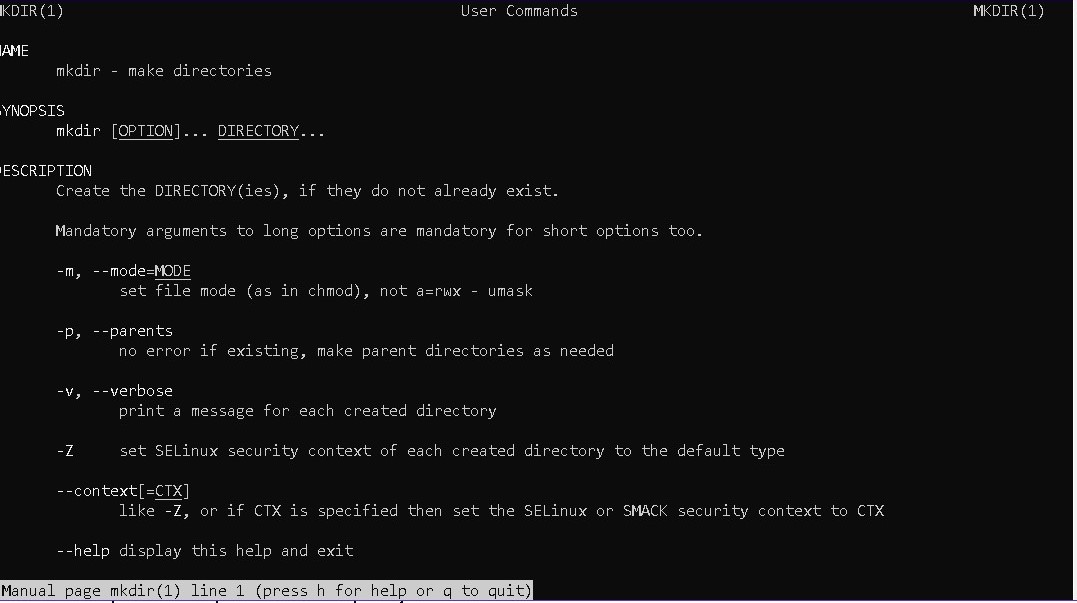 MKDIR(1) User Commands MKDIR(1)
NAME
mkdir - make directories
SYNOPSIS
mkdir [OPTION]... DIRECTORY...
DESCRIPTION
Create the DIRECTORY(ies), if they do not already exist.
Mandatory arguments to long options are mandatory for short options too.
-m, --mode=MODE
set file mode (as in chmod), not a=rwx - umask
-p, --parents
no error if existing, make parent directories as needed
-v, --verbose
print a message for each created directory
-Z set SELinux security context of each created directory to the default type
--context[=CTX]
like -Z, or if CTX is specified then set the SELinux or SMACK security context to CTX
--help display this help and exit
Manual page mkdir(1) line 1 (press h for help or q to quit)